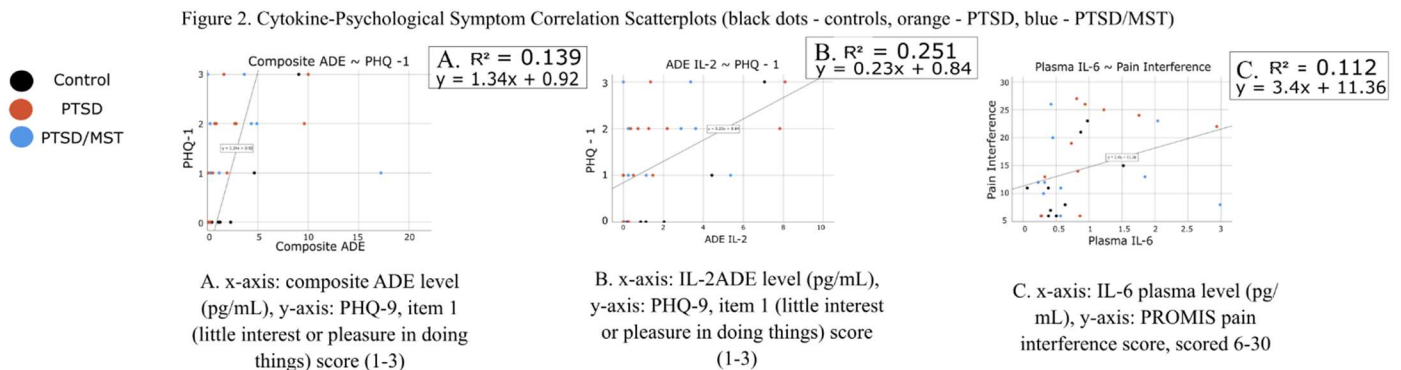 Figure 2. Cytokine-Psychological Symptom Correlation Scatterplots (black dots - controls, orange - PTSD, blue - PTSD/MST)
Control
PTSD
PTSD/MST
Composite ADE ~ PHQ -1
A. R² = 0.139
y = 1.34x + 0.92
PHQ-1
3
2
1
0
0 5 10 15 20
Composite ADE
A. x-axis: composite ADE level
(pg/mL), y-axis: PHQ-9, item 1
(little interest or pleasure in doing
things) score (1-3)
ADE IL-2 ~ PHQ - 1
B. R² = 0.251
y = 0.23x + 0.84
PHQ - 1
3
2
1
0
0 2 4 6 8 10
ADE IL-2
B. x-axis: IL-2ADE level (pg/mL),
y-axis: PHQ-9, item 1 (little interest
or pleasure in doing things) score
(1-3)
Plasma IL-6 ~ Pain Interference
C. R² = 0.112
y = 3.4x + 11.36
Pain Interference
30
25
20
15
10
5
0 0.5 1 1.5 2 2.5 3
Plasma IL-6
C. x-axis: IL-6 plasma level (pg/
mL), y-axis: PROMIS pain
interference score, scored 6-30